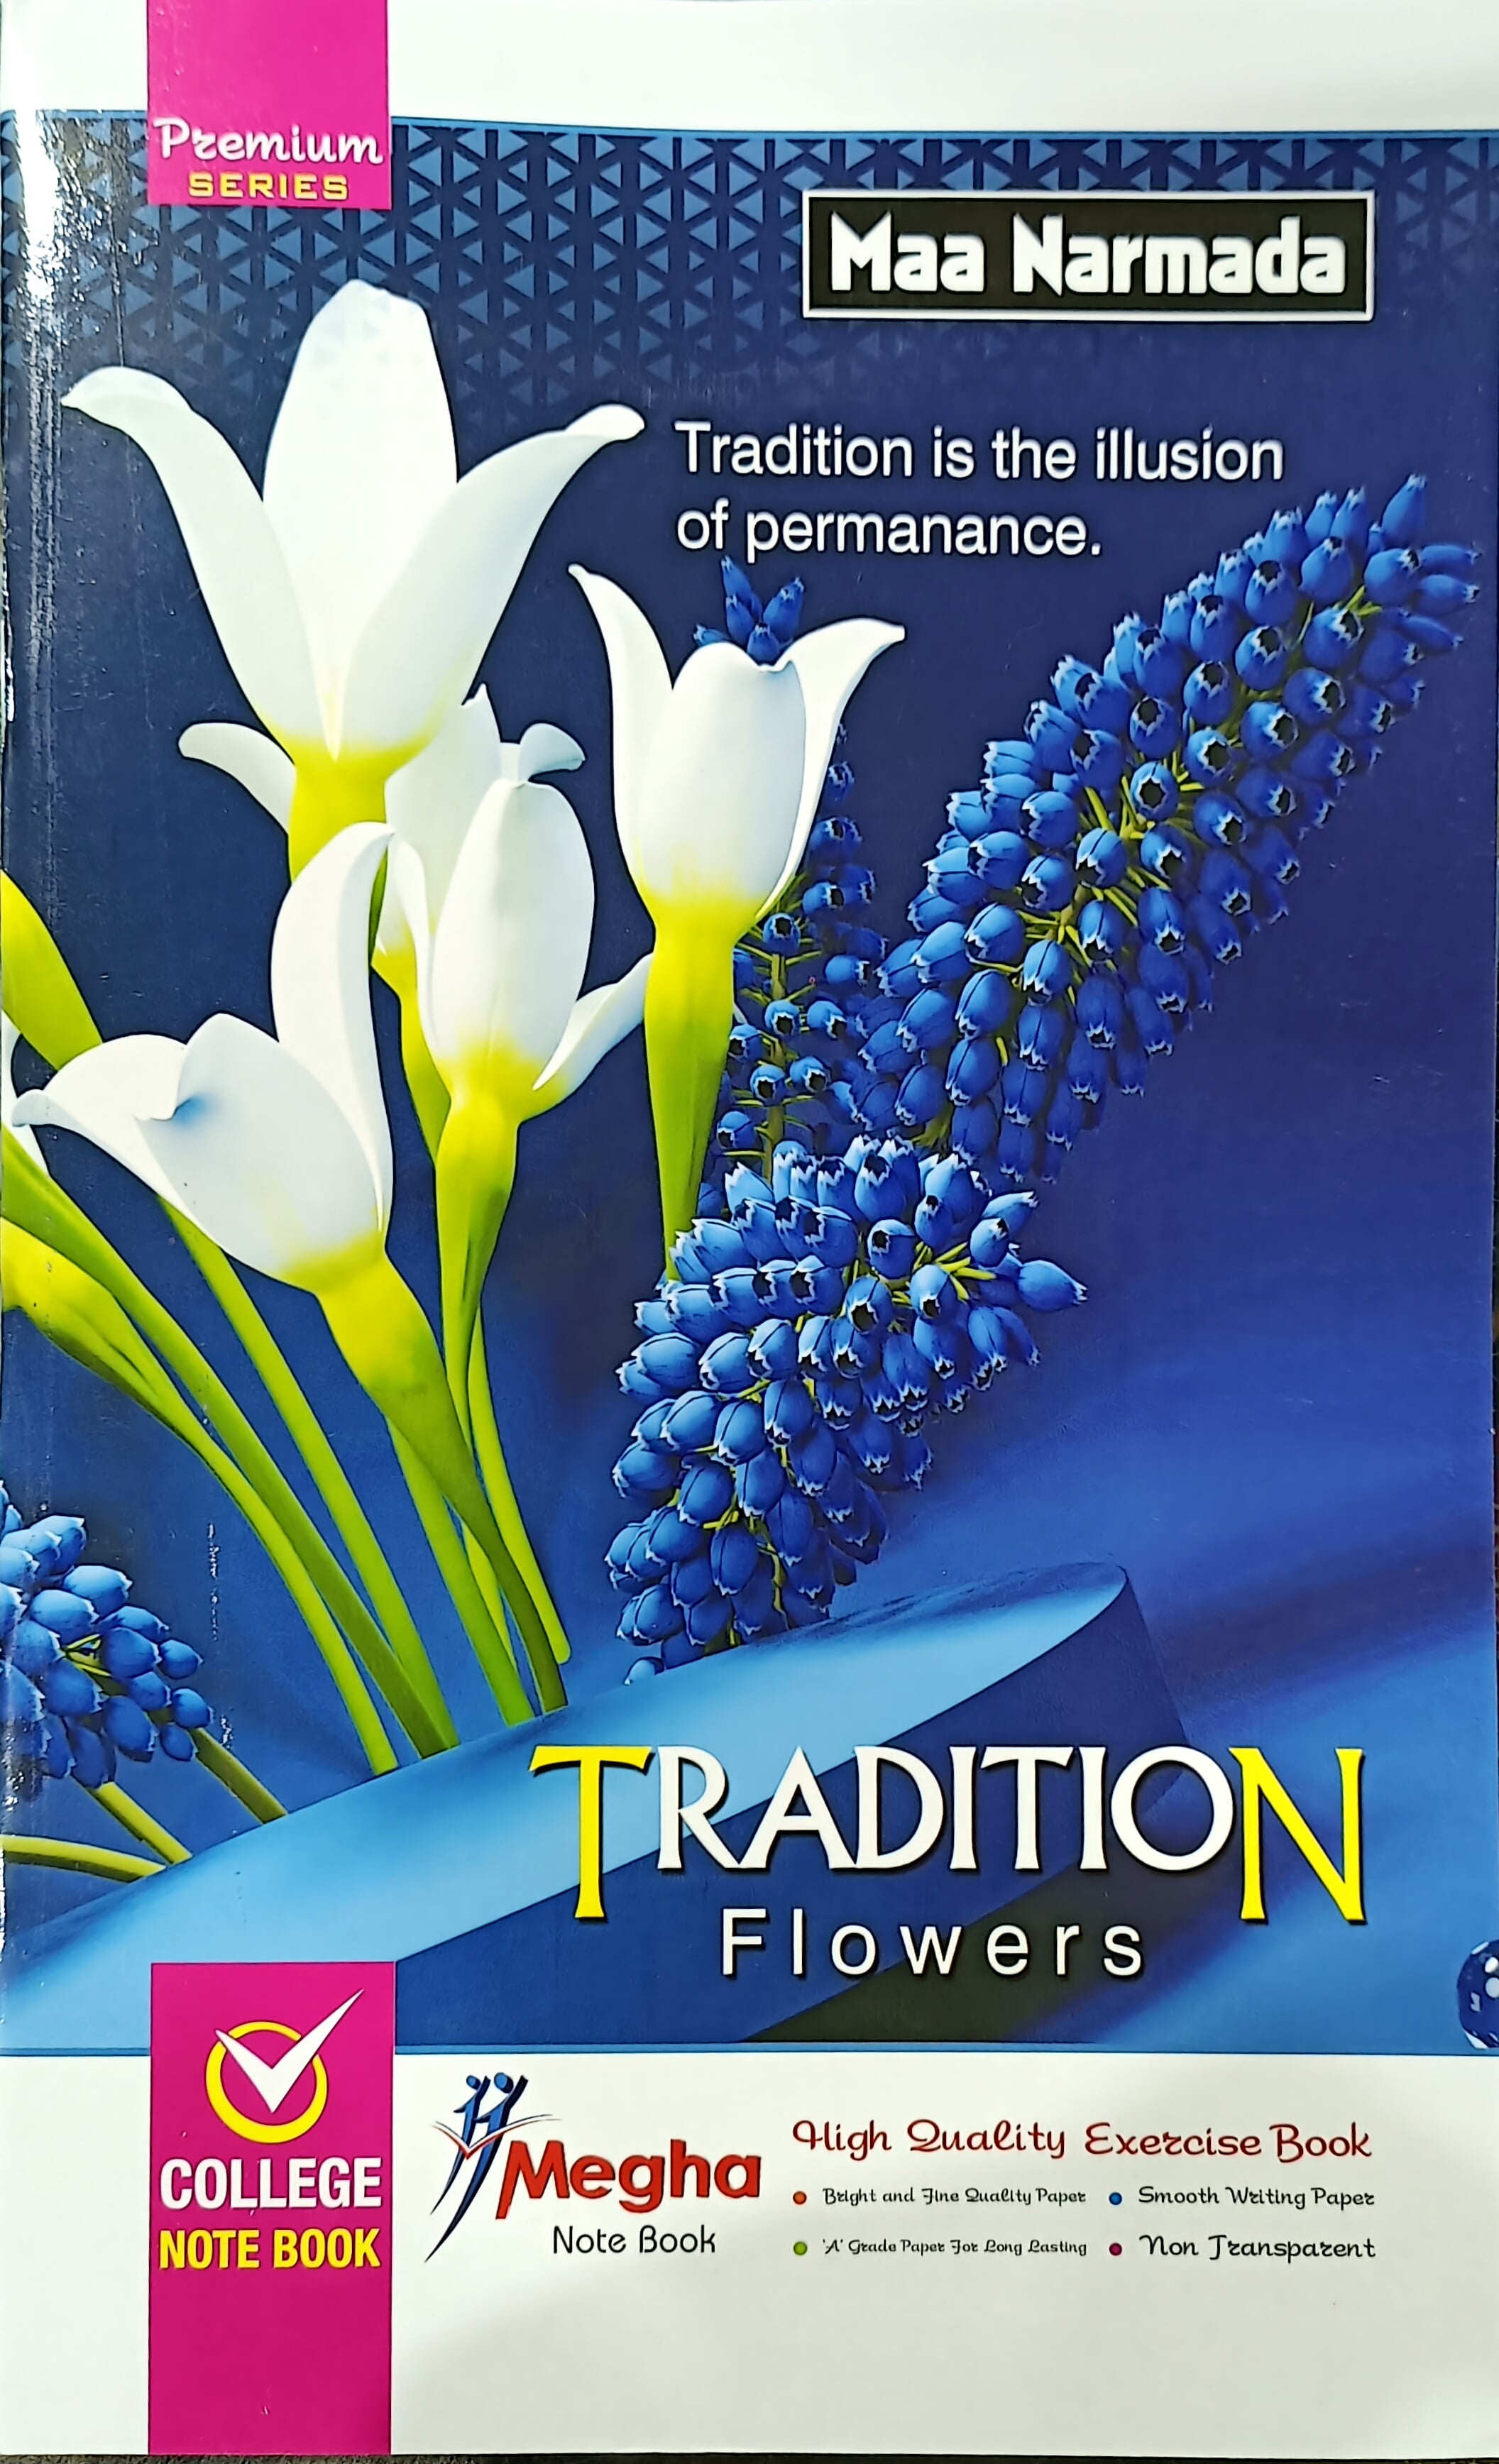 Premium
SERIES
Maa Narmada
Tradition is the illusion
of permanance.
TRADITION
Flowers
COLLEGE
NOTE BOOK
Megha
Note Book
High Quality Exercise Book
Bright and Fine Quality Paper
Smooth Writing Paper
'A' Grade Paper For Long Lasting
Non Transparent